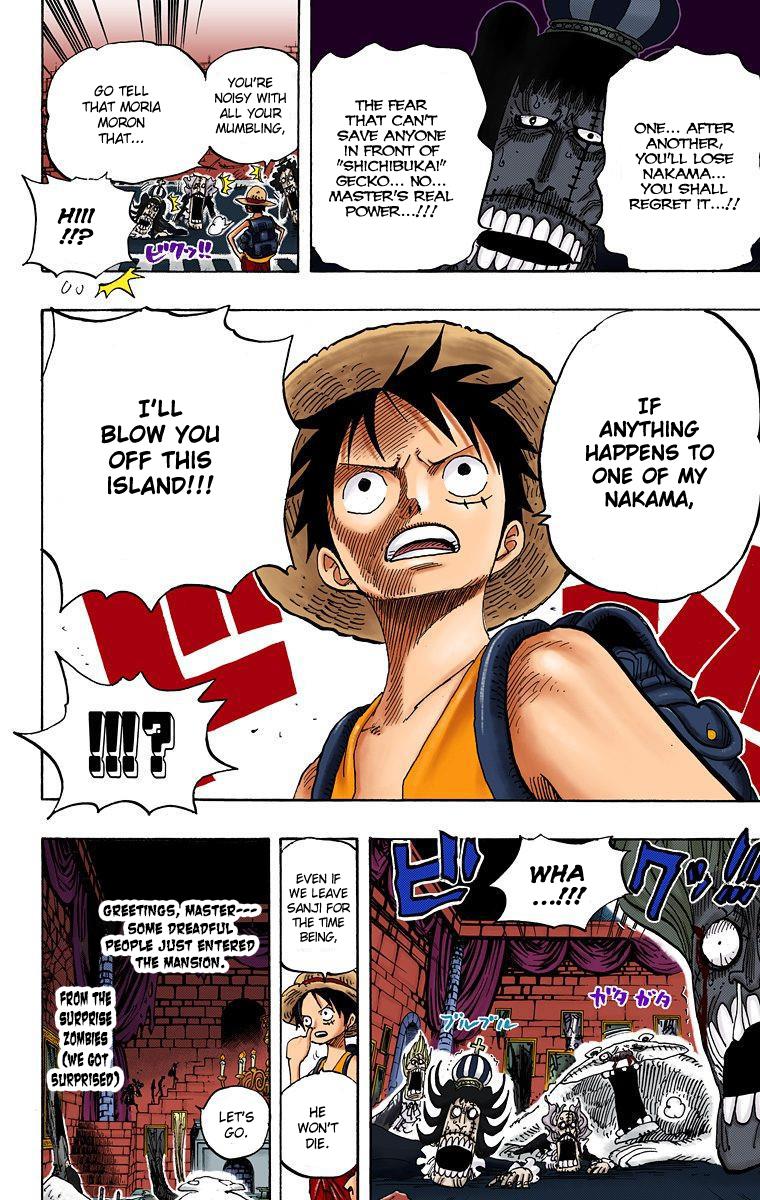 ONE... AFTER
ANOTHER,
YOU'LL LOSE
NAKAMA...
YOU SHALL
REGRET IT...!!
THE FEAR
THAT CAN'T
SAVE ANYONE
IN FRONT OF
"SHICHIBUKAI"
GECKO... NO...
MASTER'S REAL
POWER...!!!
YOU'RE
NOISY WITH
ALL YOUR
MUMBLING,
GO TELL
THAT MORIA
MORON
THAT...
HIII
!!?
ビクっ!!
IF
ANYTHING
HAPPENS TO
ONE OF MY
NAKAMA,
I'LL
BLOW YOU
OFF THIS
ISLAND!!!
ド
!!!?
ビクッ!!!
WHA
...!!!
ガタガタ
ブルブル
EVEN IF
WE LEAVE
SANJI FOR
THE TIME
BEING,
HE
WON'T
DIE.
GREETINGS, MASTER---
SOME DREADFUL
PEOPLE JUST ENTERED
THE MANSION.
FROM THE
SURPRISE
ZOMBIES
(WE GOT
SURPRISED)
LET'S
GO.